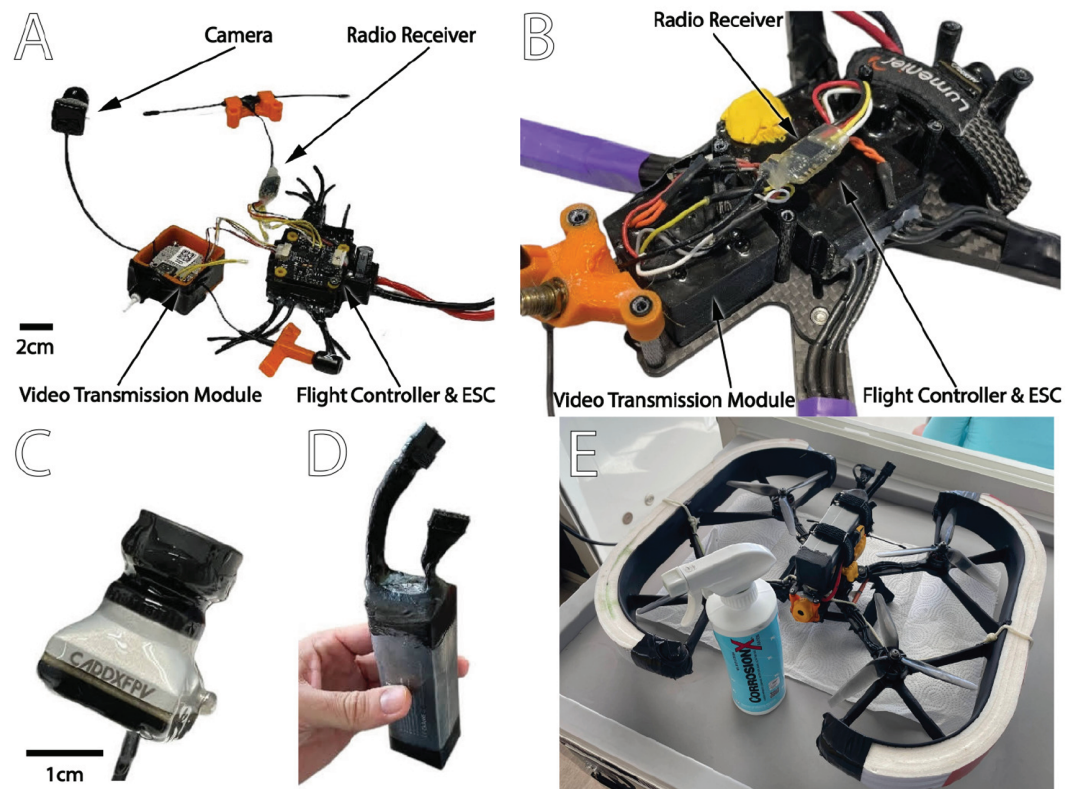 A
Camera
Radio Receiver
2cm
Video Transmission Module
Flight Controller & ESC
B
Radio Receiver
Lumenier
Video Transmission Module
Flight Controller & ESC
C
CADDXFPV
1cm
D
E
CORROSIONX